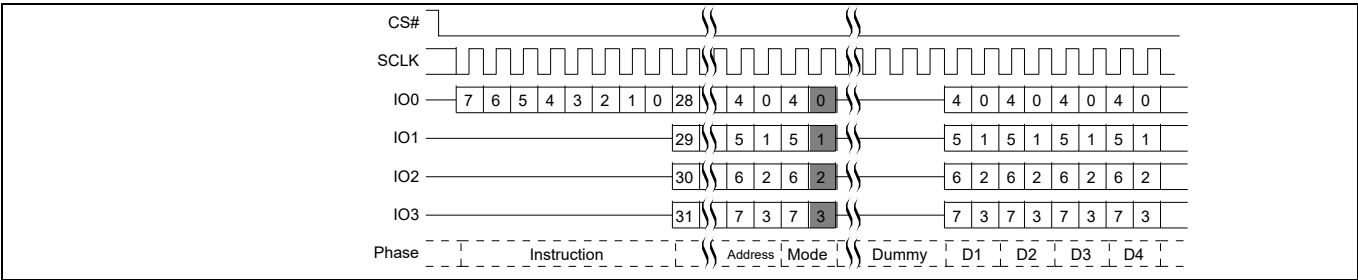 CS#
SCLK
IO0 7 6 5 4 3 2 1 0 28 4 0 4 0 4 0 4 0 4 0 4 0
IO1 29 5 1 5 1 5 1 5 1 5 1 5 1
IO2 30 6 2 6 2 6 2 6 2 6 2 6 2
IO3 31 7 3 7 3 7 3 7 3 7 3 7 3
Phase Instruction Address Mode Dummy D1 D2 D3 D4